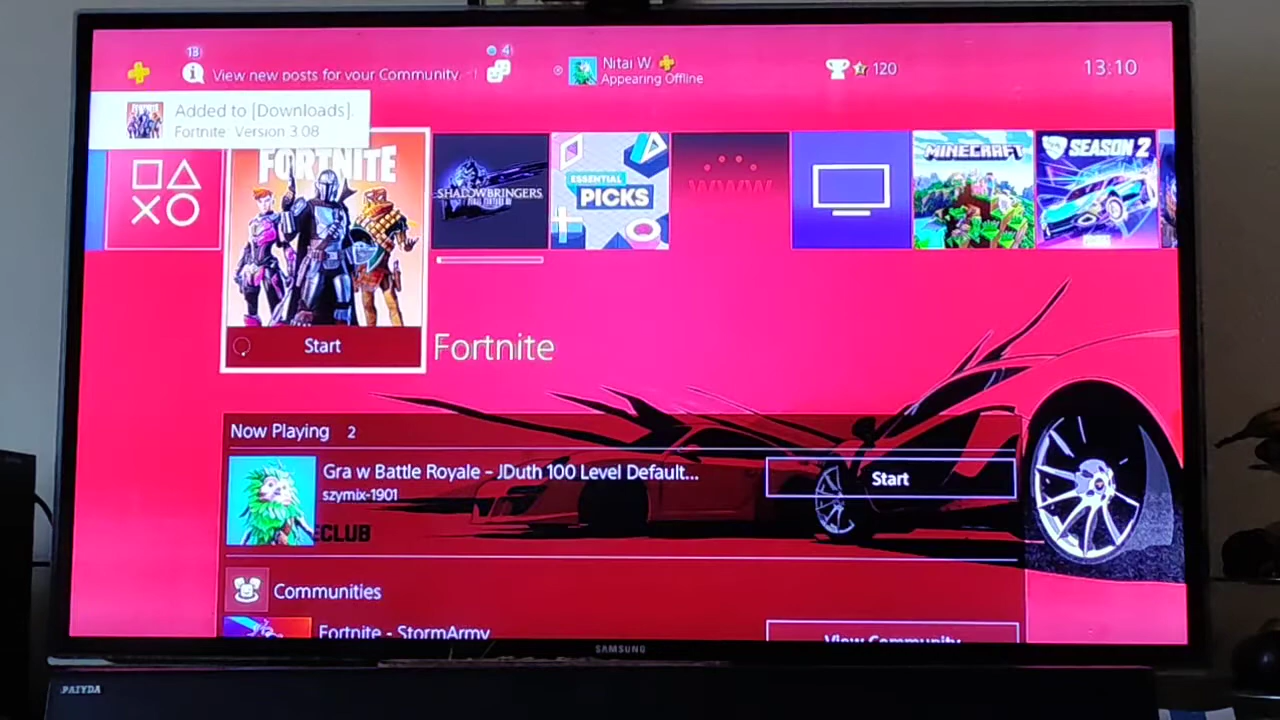 13
View new posts for your Community.
4
Nitai W
Appearing Offline
120
13:10
Added to [Downloads].
Fortnite Version 3.08
FORTNITE
SHADOWBRINGERS
ESSENTIAL
PICKS
www
MINECRAFT
SEASON 2
Start
Fortnite
Now Playing 2
Gra w Battle Royale – JDuth 100 Level Default...
szymix-1901
Start
ECLUB
Communities
Fortnite - StormArmy
View Community
SAMSUNG
PAIYDA